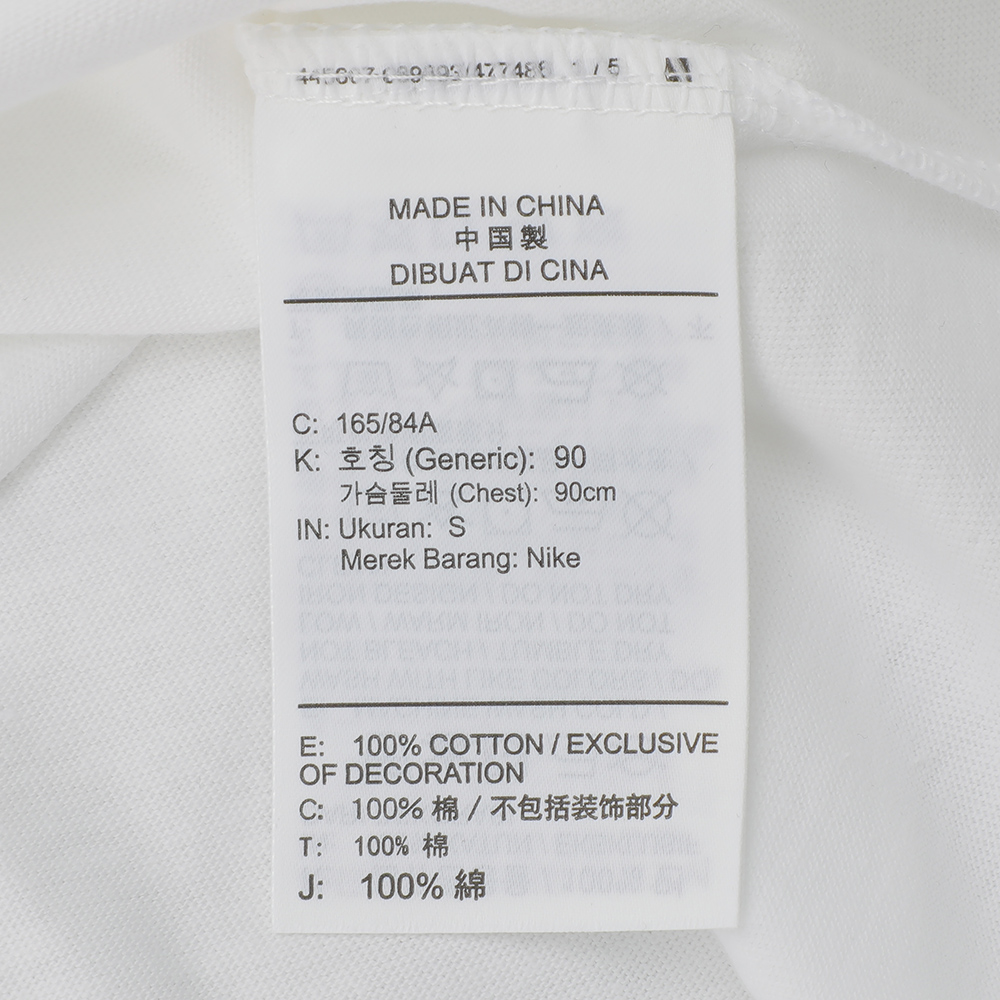 1 / 5
MADE IN CHINA
中国製
DIBUAT DI CINA
C: 165/84A
K: 호칭 (Generic): 90
가슴둘레 (Chest): 90cm
IN: Ukuran: S
Merek Barang: Nike
E: 100% COTTON / EXCLUSIVE
OF DECORATION
C: 100% 棉 / 不包括装饰部分
T: 100% 棉
J: 100% 綿